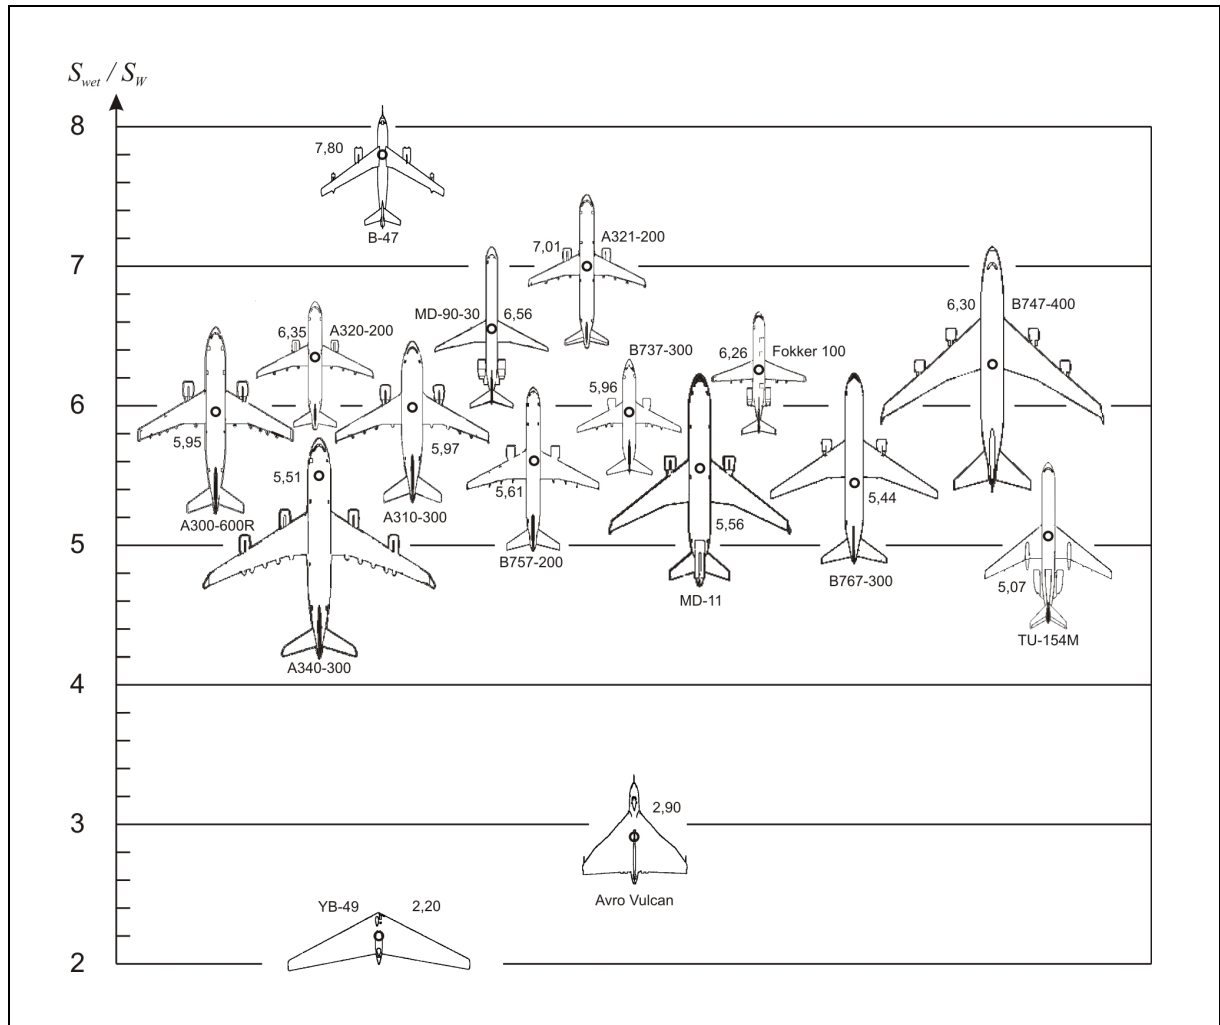 S_wet / S_W
8
7,80
B-47
A321-200
7,01
7
6,30
B747-400
MD-90-30
6,56
6,35
A320-200
B737-300
6,26
Fokker 100
5,96
6
5,95
5,97
5,51
5,61
5,44
A300-600R
A310-300
5,56
5
B757-200
B767-300
5,07
MD-11
TU-154M
A340-300
4
2,90
3
Avro Vulcan
YB-49
2,20
2